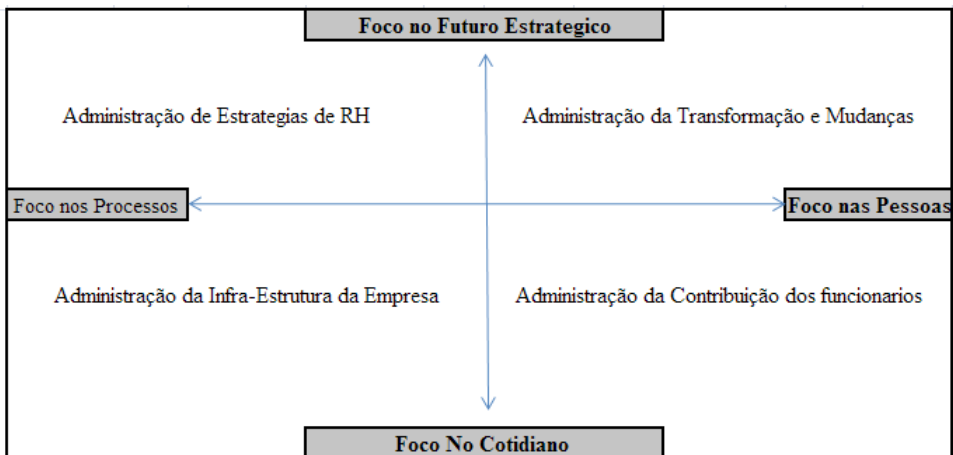 Foco no Futuro Estrategico
Administração de Estrategias de RH
Administração da Transformação e Mudanças
Foco nos Processos
Foco nas Pessoas
Administração da Infra-Estrutura da Empresa
Administração da Contribuição dos funcionarios
Foco No Cotidiano